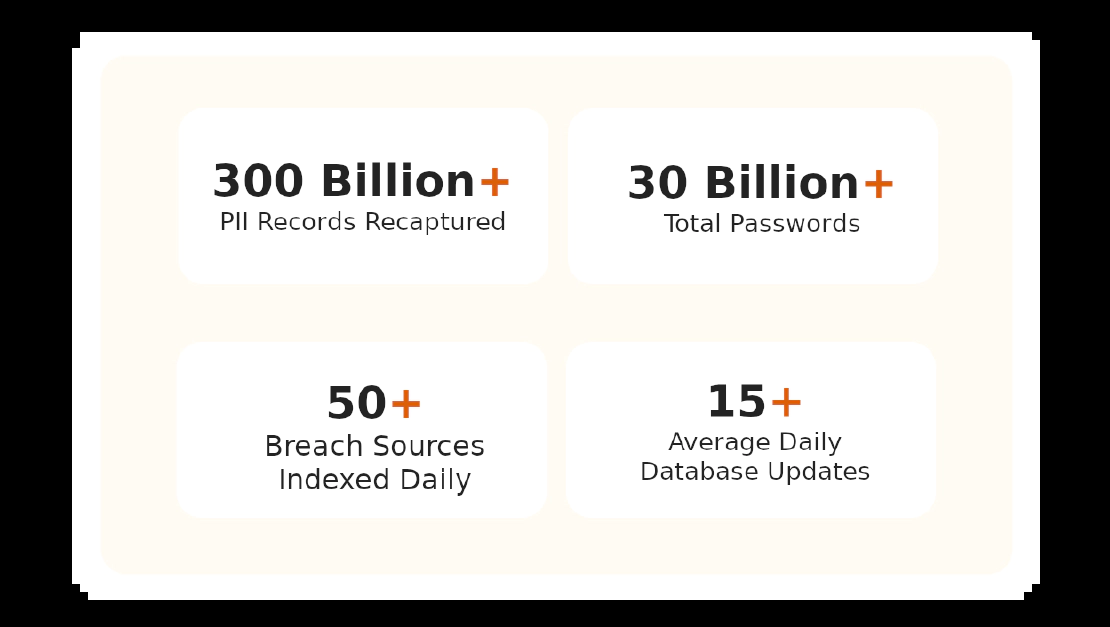 300 Billion+
PII Records Recaptured
30 Billion+
Total Passwords
50+
Breach Sources
Indexed Daily
15+
Average Daily
Database Updates